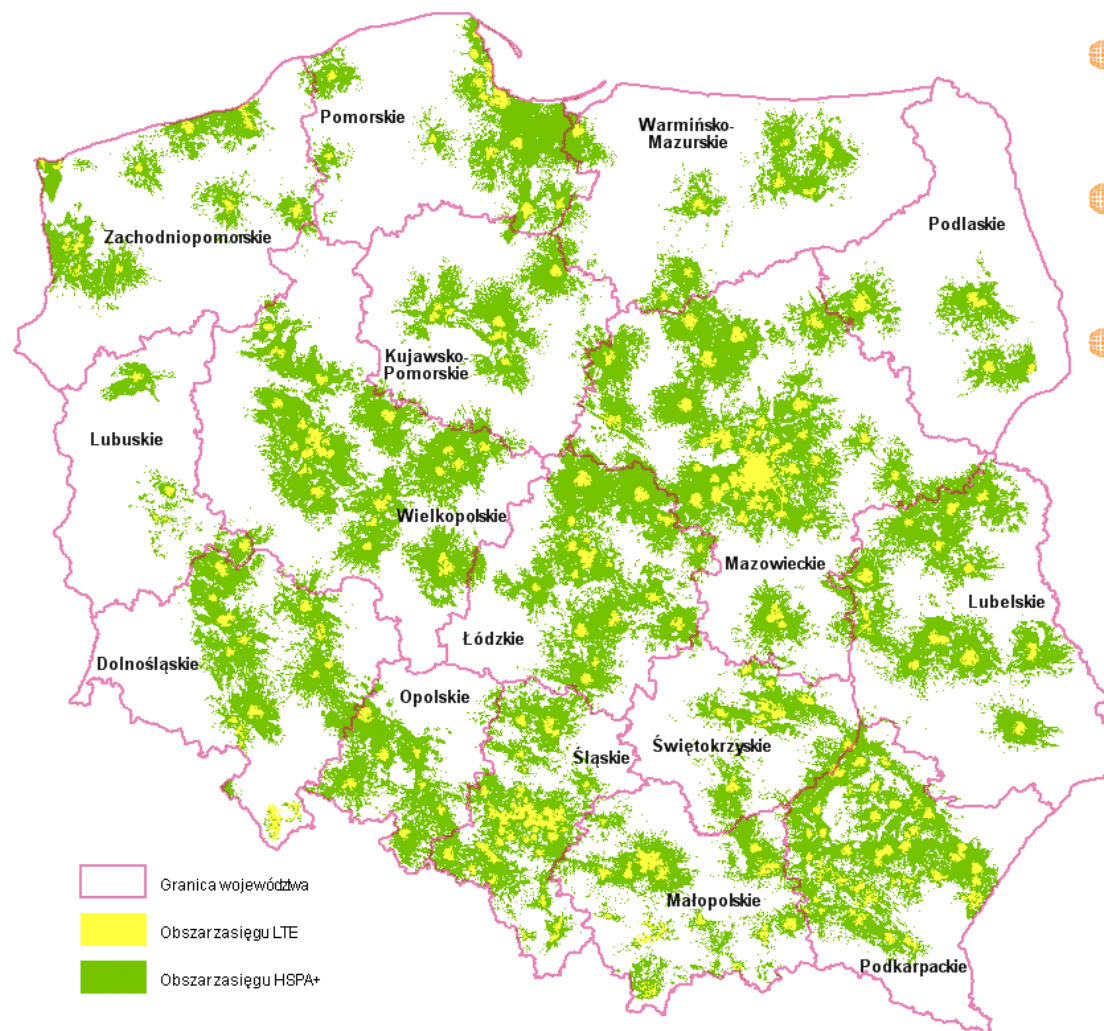 Pomorskie
Warmińsko-
Mazurskie
Podlaskie
Zachodniopomorskie
Kujawsko-
Pomorskie
Lubuskie
Wielkopolskie
Mazowieckie
Lubelskie
Łódzkie
Dolnośląskie
Opolskie
Śląskie
Świętokrzyskie
Małopolskie
Podkarpackie
Granica województwa
Obszar zasięgu LTE
Obszar zasięgu HSPA+